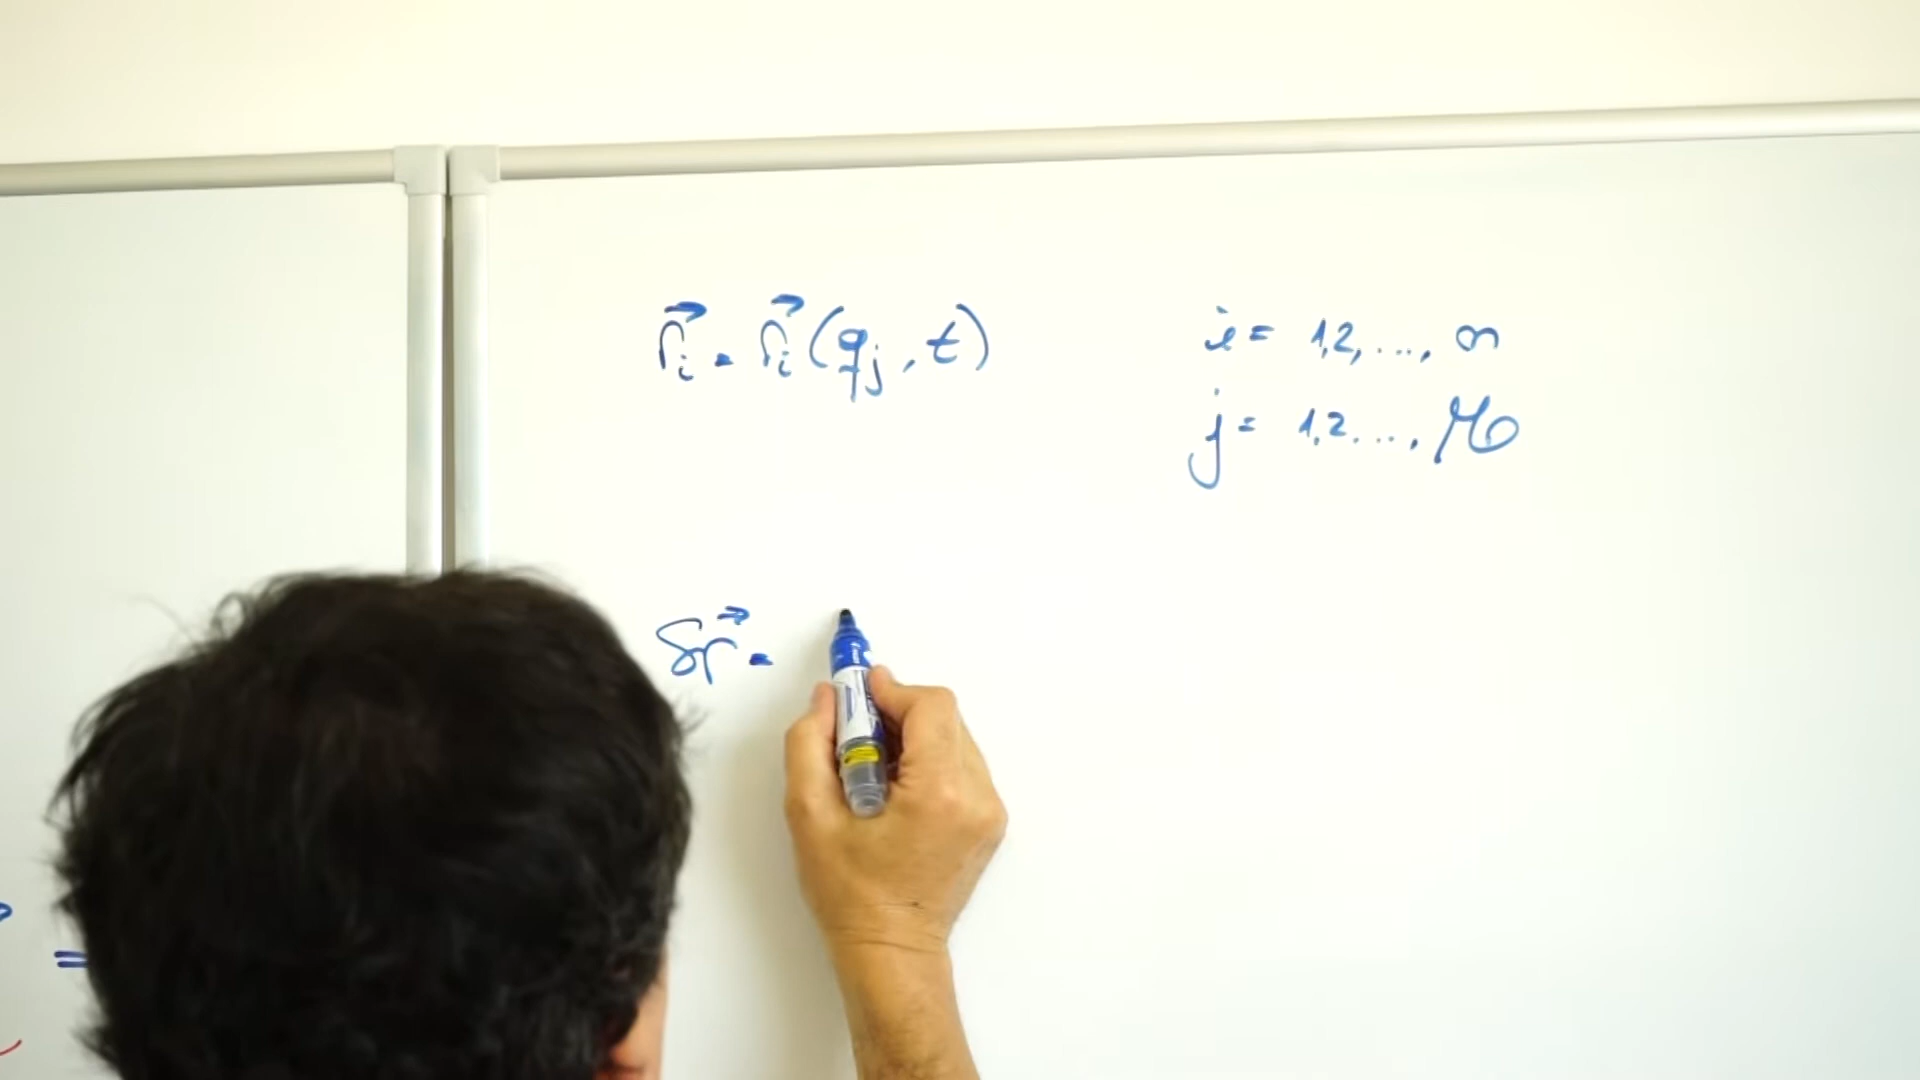 r⃗ᵢ = r⃗ᵢ(qⱼ, t)
i = 1,2,..., n
j = 1,2...,
δr⃗ =
=